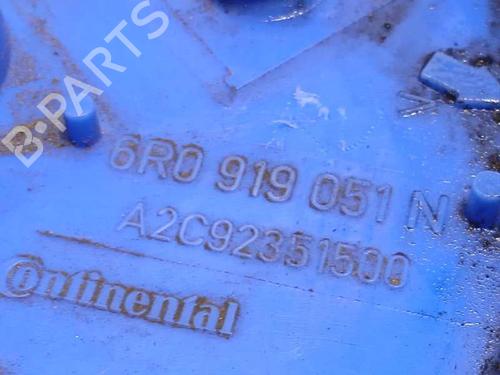 B-PARTS
6R0 919 051 N
A2C92351500
Continental